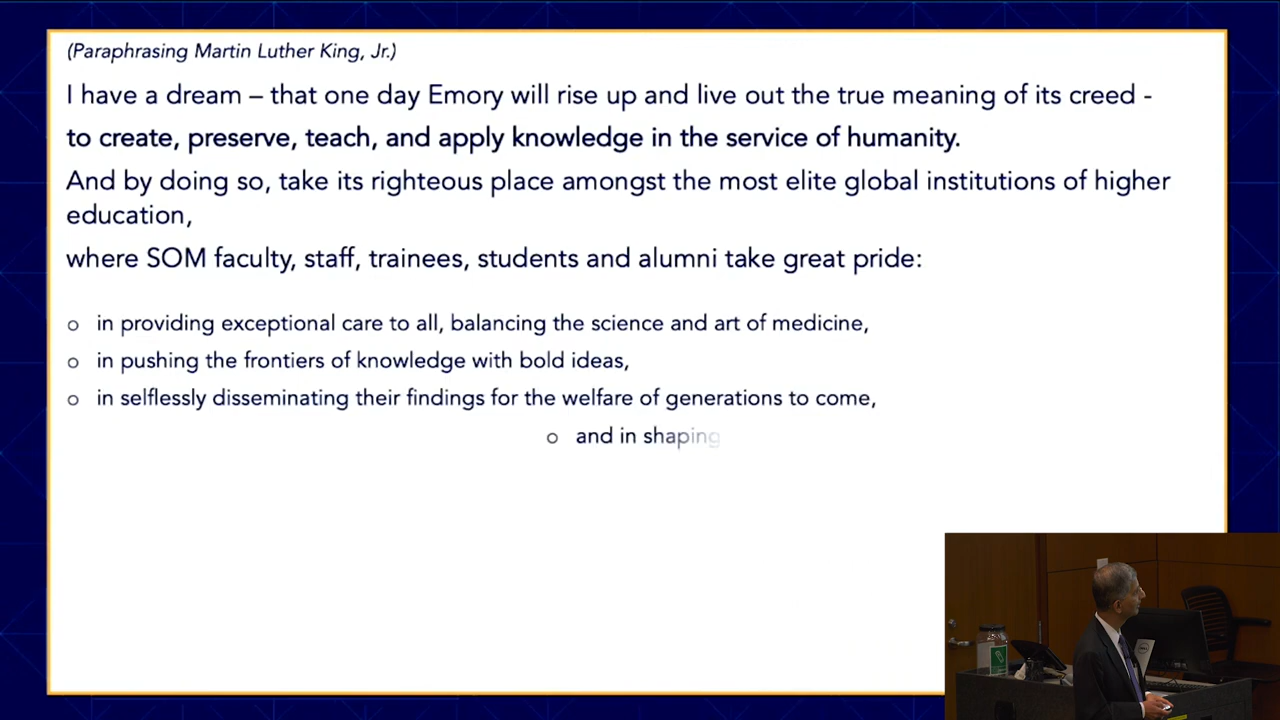 (Paraphrasing Martin Luther King, Jr.)
I have a dream – that one day Emory will rise up and live out the true meaning of its creed -
to create, preserve, teach, and apply knowledge in the service of humanity.
And by doing so, take its righteous place amongst the most elite global institutions of higher
education,
where SOM faculty, staff, trainees, students and alumni take great pride:
o in providing exceptional care to all, balancing the science and art of medicine,
o in pushing the frontiers of knowledge with bold ideas,
o in selflessly disseminating their findings for the welfare of generations to come,
o and in shaping